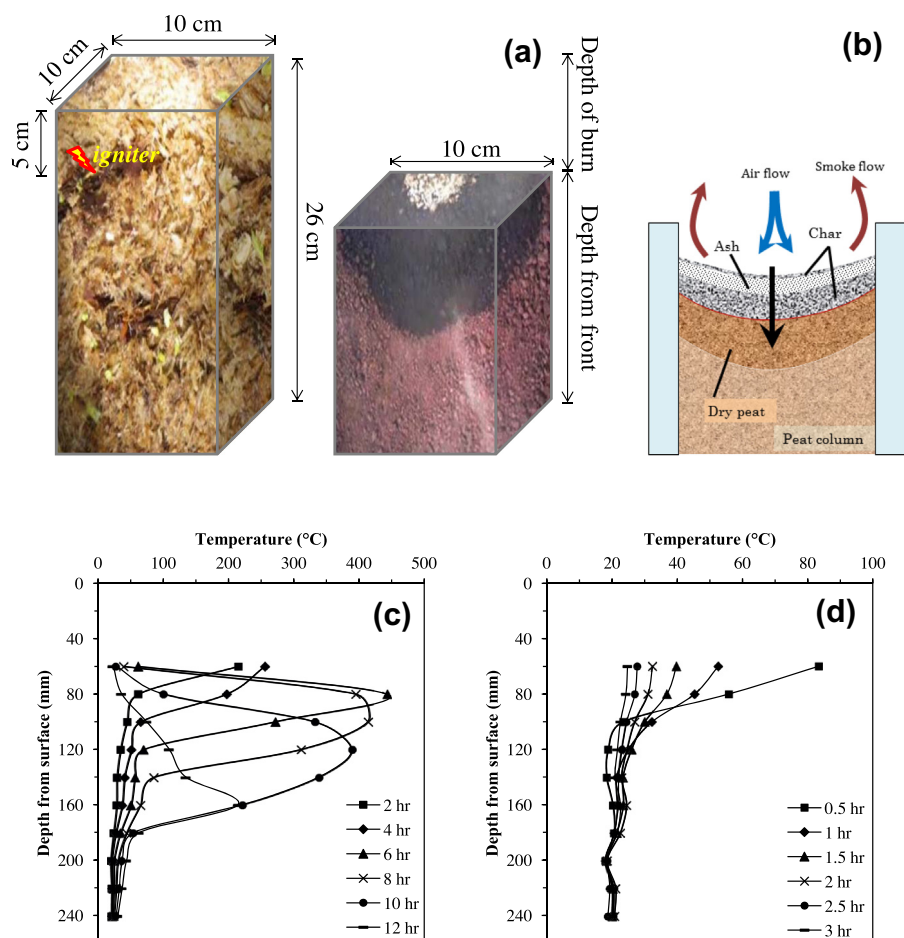 10 cm
10 cm
5 cm
igniter
26 cm
(a)
10 cm
Depth of burn
Depth from front
(b)
Air flow
Smoke flow
Ash
Char
Dry peat
Peat column
Temperature (°C)
0 100 200 300 400 500
Depth from surface (mm)
0
40
80
120
160
200
240
(c)
2 hr
4 hr
6 hr
8 hr
10 hr
12 hr
Temperature (°C)
0 20 40 60 80 100
Depth from surface (mm)
0
40
80
120
160
200
240
(d)
0.5 hr
1 hr
1.5 hr
2 hr
2.5 hr
3 hr